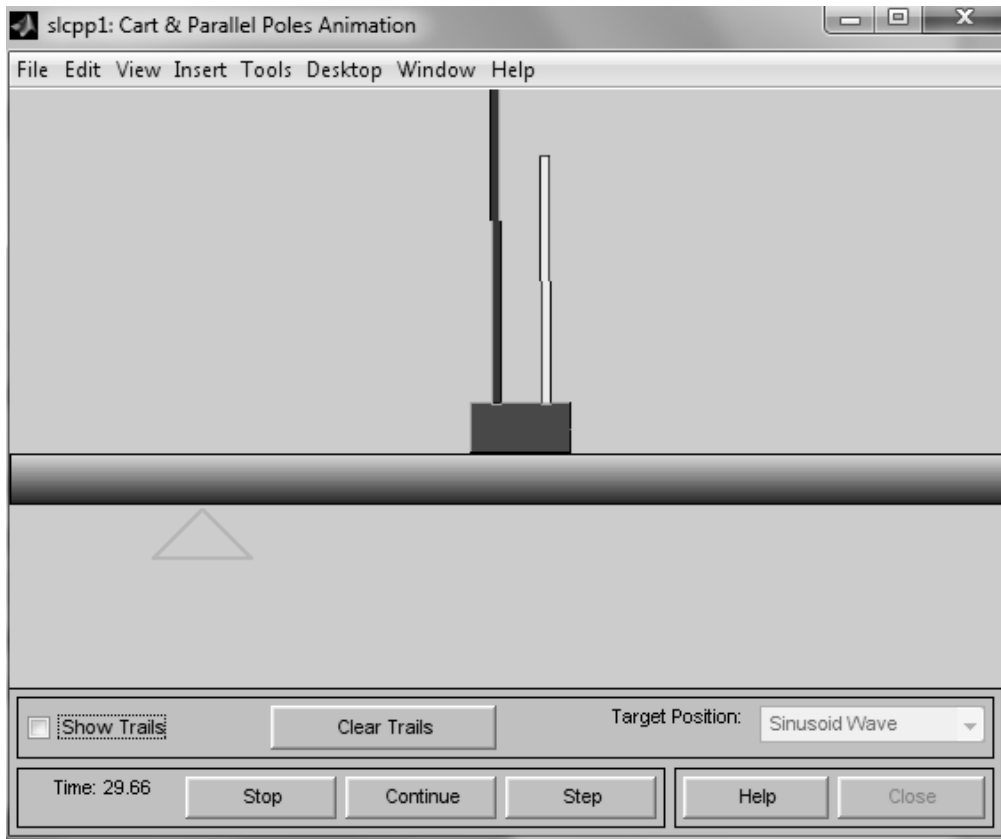 slcpp1: Cart & Parallel Poles Animation
File Edit View Insert Tools Desktop Window Help
Show Trails Clear Trails Target Position: Sinusoid Wave
Time: 29.66 Stop Continue Step Help Close